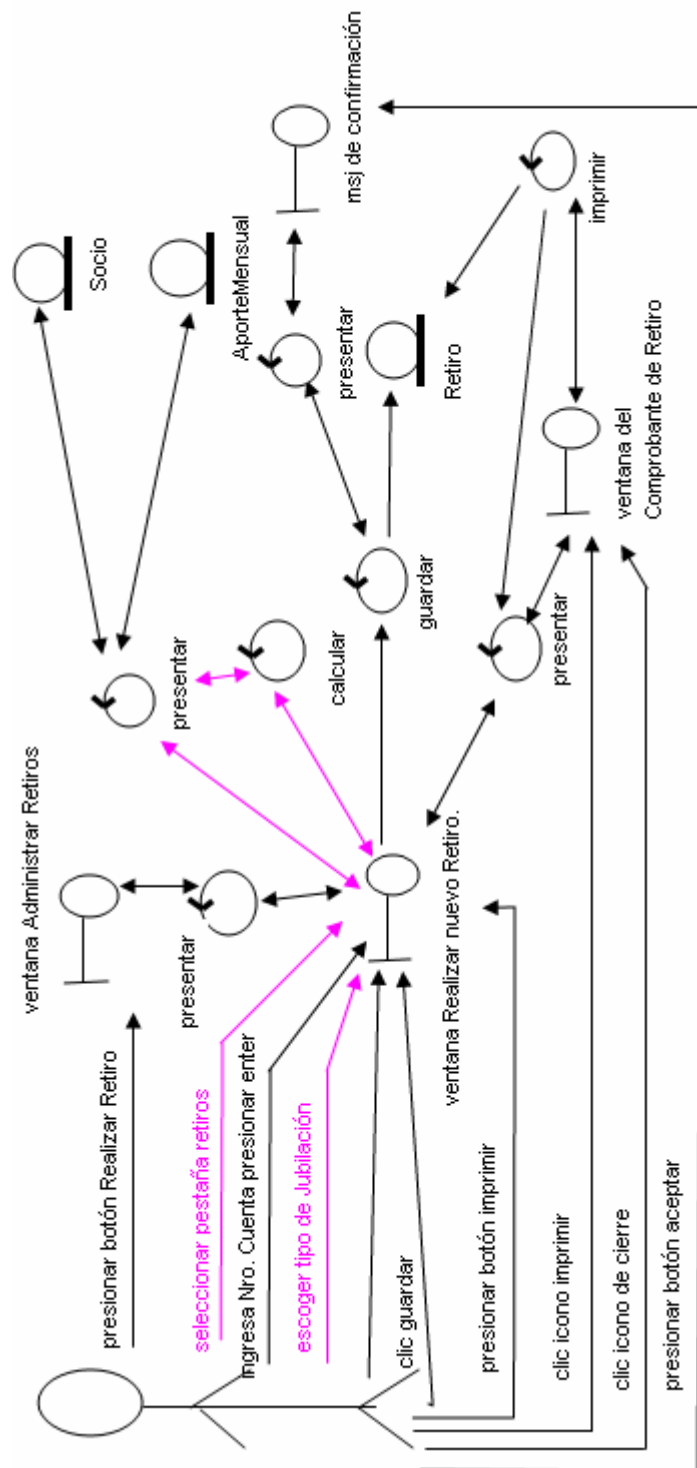 Socio
AporteMensual
msj de confirmación
presentar
calcular
presentar
Retiro
guardar
imprimir
ventana Administrar Retiros
presentar
presentar
ventana del
Comprobante de Retiro
ventana Realizar nuevo Retiro.
presionar botón Realizar Retiro
seleccionar pestaña retiros
ingresa Nro. Cuenta presionar enter
escoger tipo de Jubilación
clic guardar
presionar botón imprimir
clic icono imprimir
clic icono de cierre
presionar botón aceptar